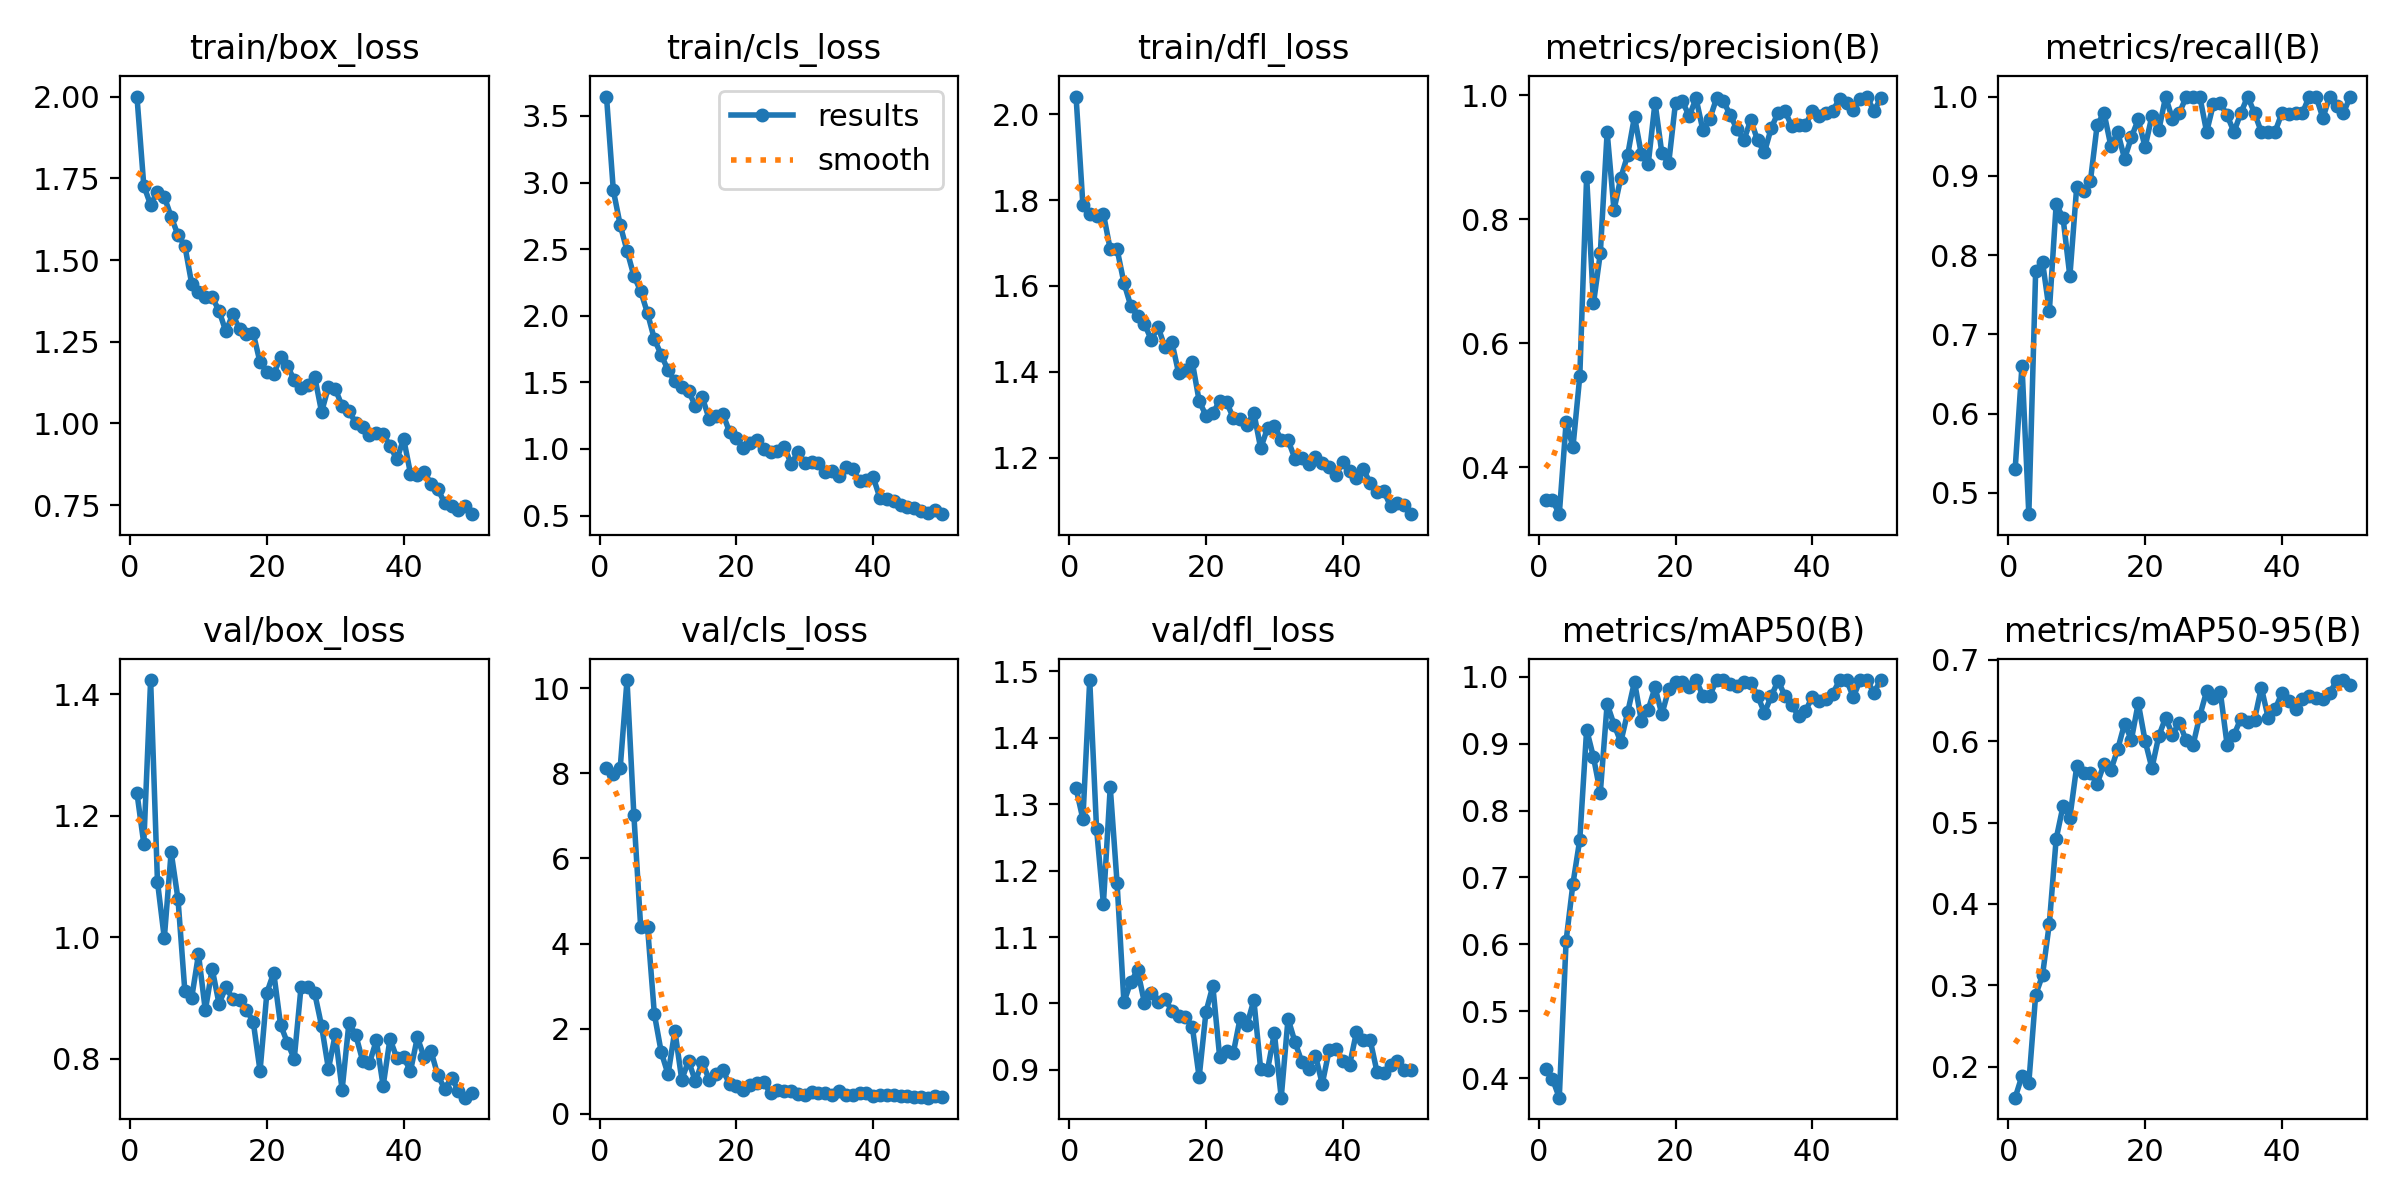 train/box_loss
2.00
1.75
1.50
1.25
1.00
0.75
0 20 40
train/cls_loss
results
smooth
3.5
3.0
2.5
2.0
1.5
1.0
0.5
0 20 40
train/dfl_loss
2.0
1.8
1.6
1.4
1.2
0 20 40
metrics/precision(B)
1.0
0.8
0.6
0.4
0 20 40
metrics/recall(B)
1.0
0.9
0.8
0.7
0.6
0.5
0 20 40
val/box_loss
1.4
1.2
1.0
0.8
0 20 40
val/cls_loss
10
8
6
4
2
0
0 20 40
val/dfl_loss
1.5
1.4
1.3
1.2
1.1
1.0
0.9
0 20 40
metrics/mAP50(B)
1.0
0.9
0.8
0.7
0.6
0.5
0.4
0 20 40
metrics/mAP50-95(B)
0.7
0.6
0.5
0.4
0.3
0.2
0 20 40